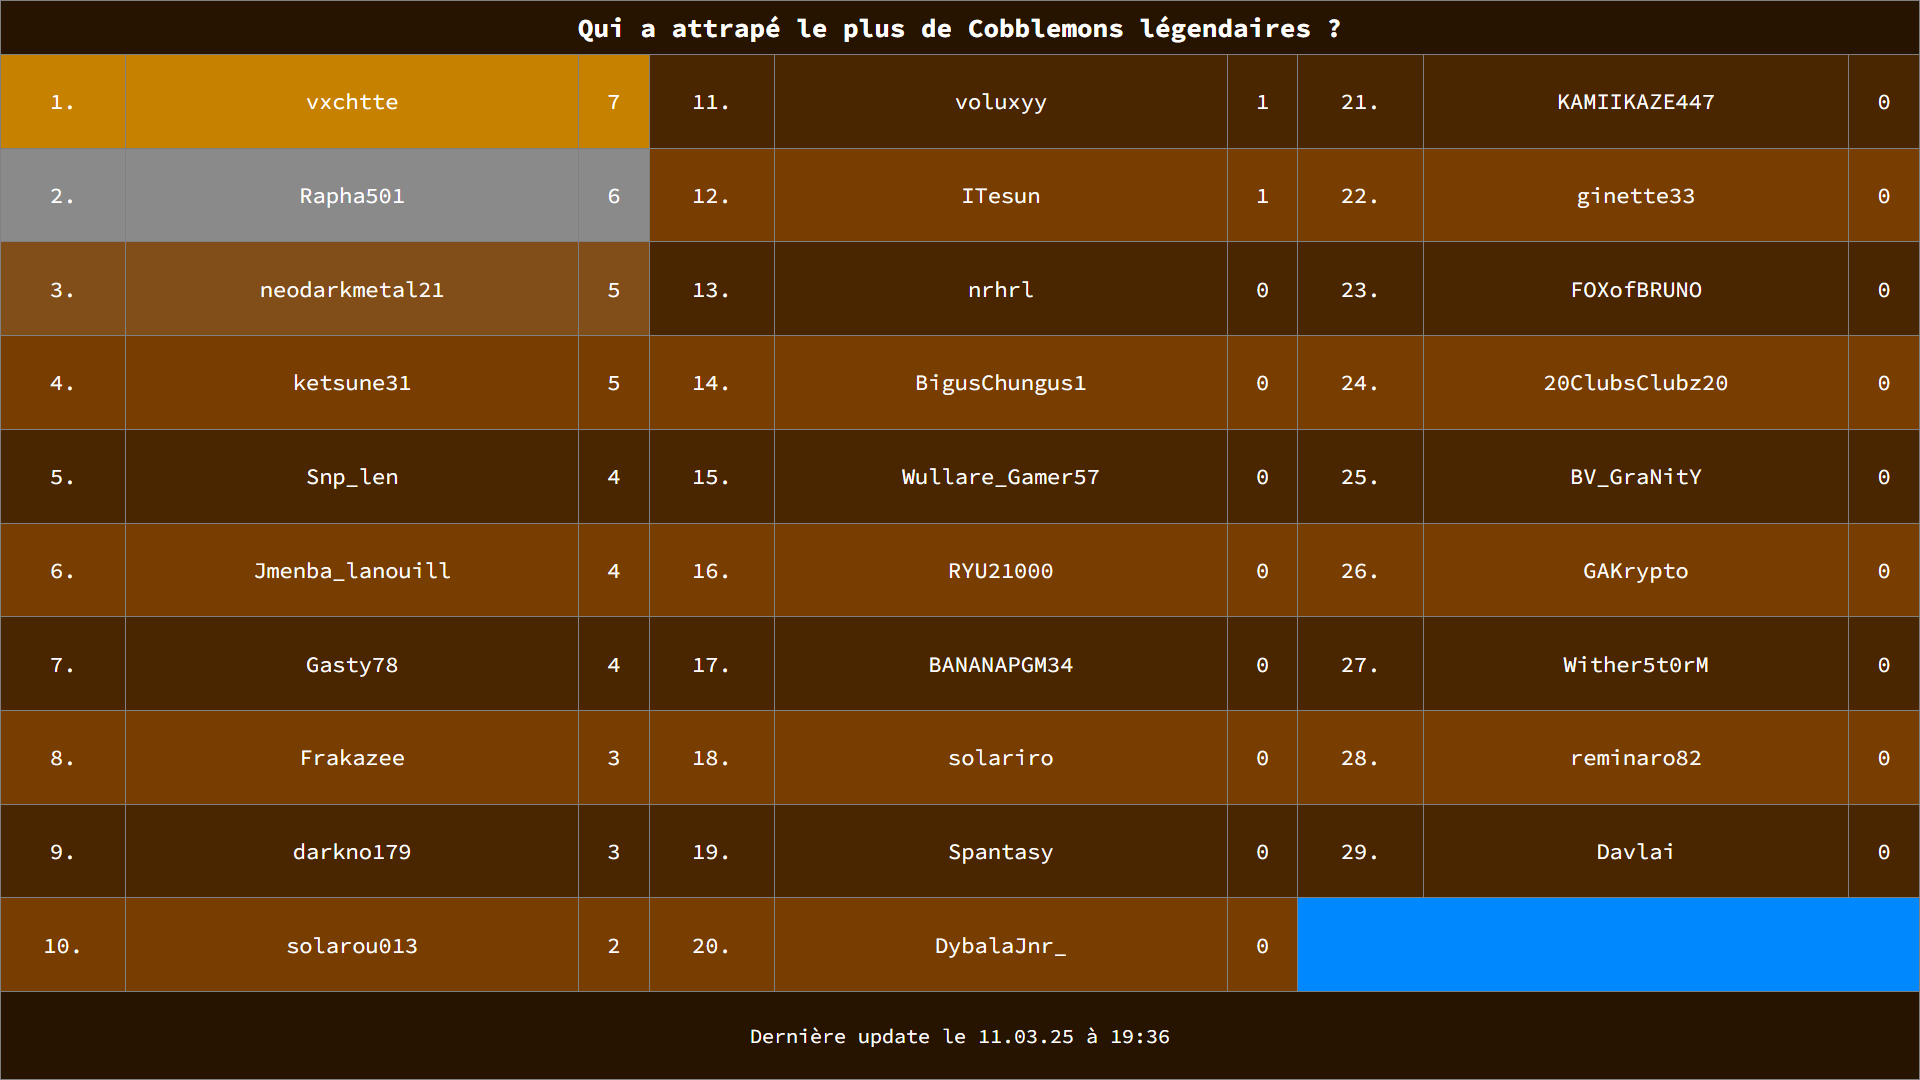 Qui a attrapé le plus de Cobblemons légendaires ?
1. vxchtte 7
2. Rapha501 6
3. neodarkmetal21 5
4. ketsune31 5
5. Snp_len 4
6. Jmenba_lanouill 4
7. Gasty78 4
8. Frakazee 3
9. darkno179 3
10. solarou013 2
11. voluxyy 1
12. ITesun 1
13. nrhrl 0
14. BigusChungus1 0
15. Wullare_Gamer57 0
16. RYU21000 0
17. BANANAPGM34 0
18. solariro 0
19. Spantasy 0
20. DybalaJnr_ 0
21. KAMIIKAZE447 0
22. ginette33 0
23. FOXofBRUNO 0
24. 20ClubsClubz20 0
25. BV_GraNitY 0
26. GAKrypto 0
27. Wither5t0rM 0
28. reminaro82 0
29. Davlai 0
Dernière update le 11.03.25 à 19:36